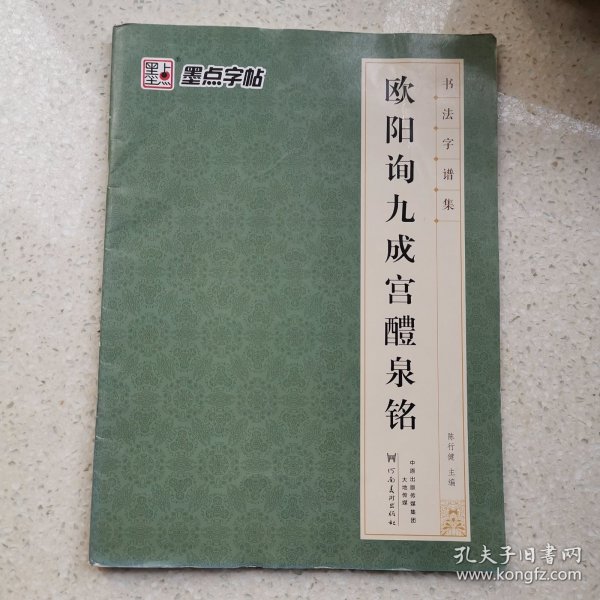 墨点
墨点字帖
书法字谱集
欧阳询九成宫醴泉铭
陈行健 主编
河南美术出版社
中原出版传媒集团
大地传媒
孔夫子旧书网
www.kongfz.com